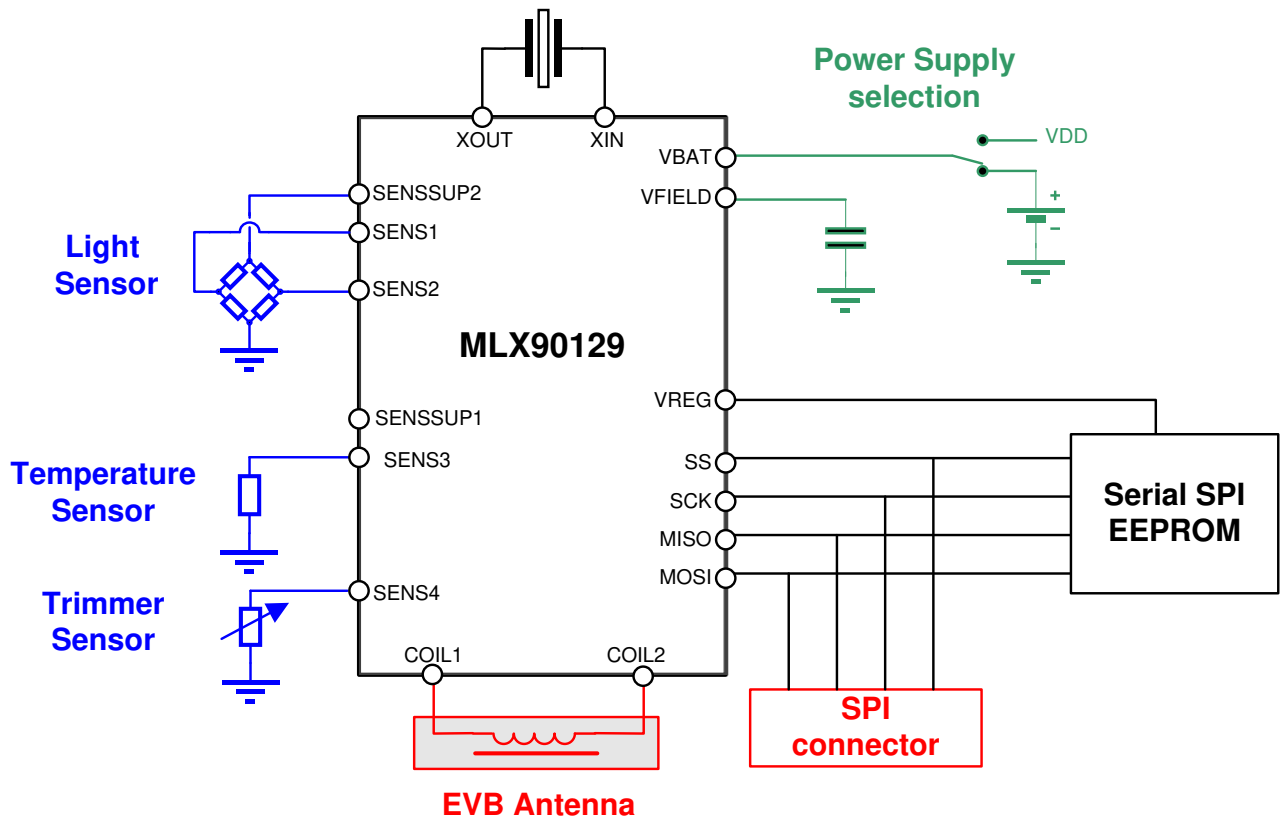 Power Supply
selection
XOUT
XIN
VDD
VBAT
SENSSUP2
VFIELD
+
−
SENS1
Light
Sensor
SENS2
MLX90129
VREG
SENSSUP1
SENS3
SS
Temperature
Sensor
SCK
Serial SPI
EEPROM
MISO
MOSI
SENS4
Trimmer
Sensor
COIL1
COIL2
SPI
connector
EVB Antenna